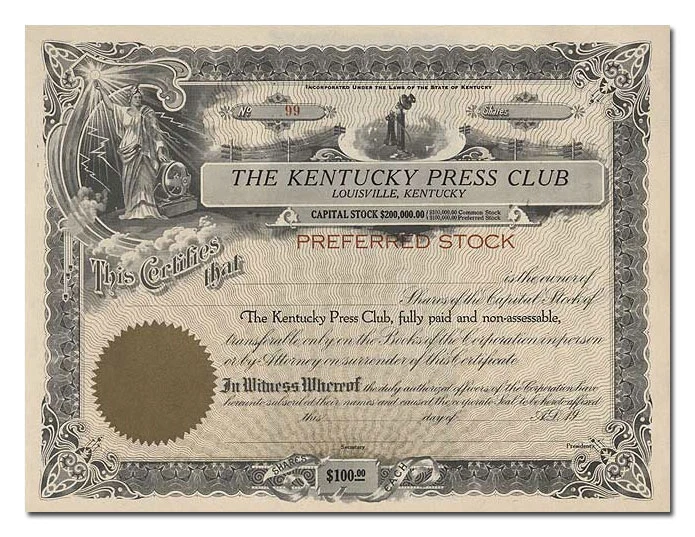 INCORPORATED UNDER THE LAWS OF THE STATE OF KENTUCKY
No 99 Shares
THE KENTUCKY PRESS CLUB
LOUISVILLE, KENTUCKY
CAPITAL STOCK $200,000.00 / $100,000.00 Common Stock
$100,000.00 Preferred Stock
PREFERRED STOCK
This Certifies
that
is the owner of
Shares of the Capital Stock of
The Kentucky Press Club, fully paid and non-assessable,
transferable only on the Books of the Corporation in person
or by Attorney on surrender of this Certificate.
In Witness Whereof the duly authorized officers of the Corporation have
hereunto subscribed their names and caused the corporate Seal to be hereto affixed
this day of A.D. 19
Secretary President
SHARES $100.00 EACH